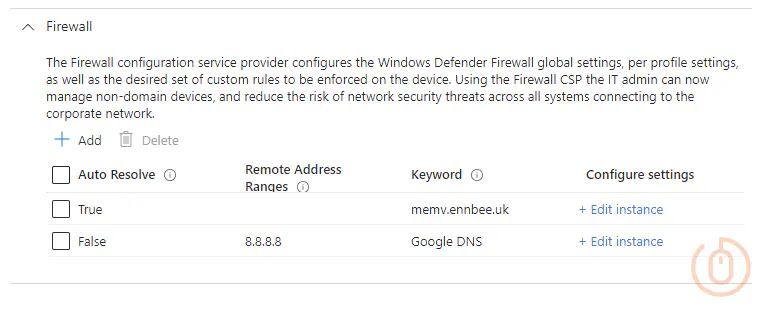 Firewall
The Firewall configuration service provider configures the Windows Defender Firewall global settings, per profile settings,
as well as the desired set of custom rules to be enforced on the device. Using the Firewall CSP the IT admin can now
manage non-domain devices, and reduce the risk of network security threats across all systems connecting to the
corporate network.
+ Add Delete
Auto Resolve Remote Address Ranges Keyword Configure settings
True memv.ennbee.uk + Edit instance
False 8.8.8.8 Google DNS + Edit instance